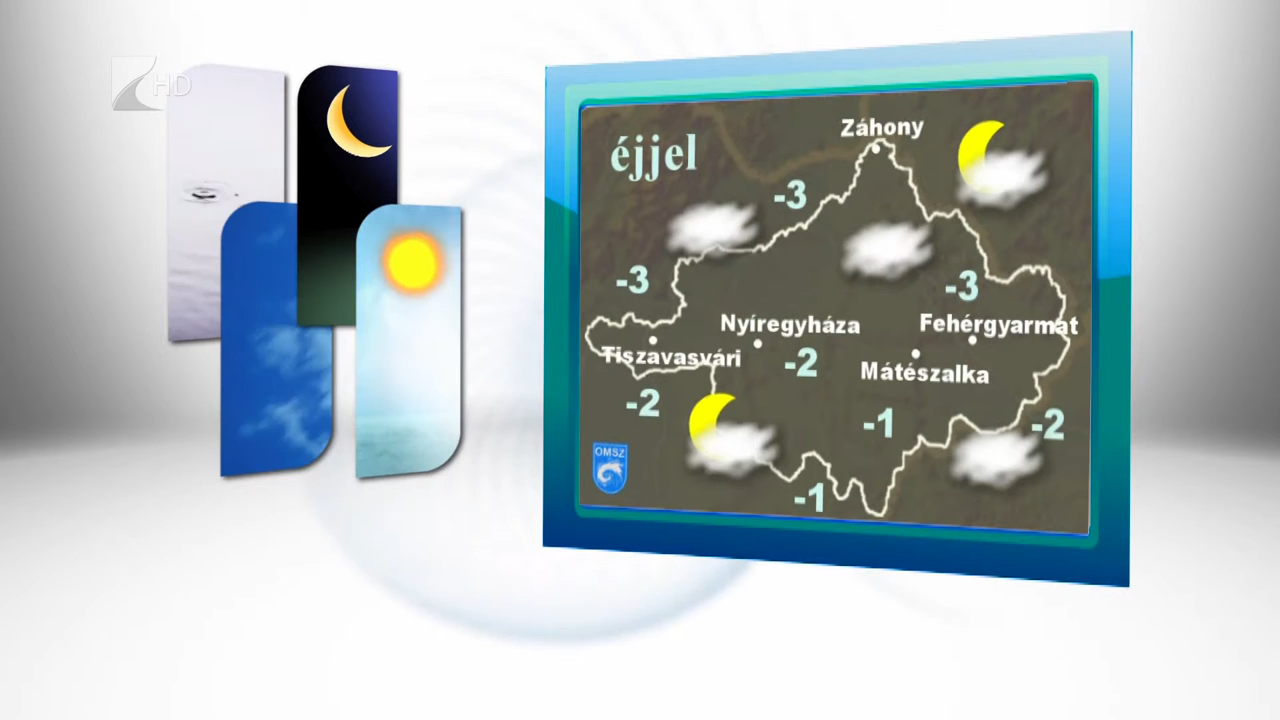 HD
éjjel
Záhony
-3
-3
-3
Nyíregyháza
Fehérgyarmat
Tiszavasvári
-2
Mátészalka
-2
-1
-2
OMSZ
-1